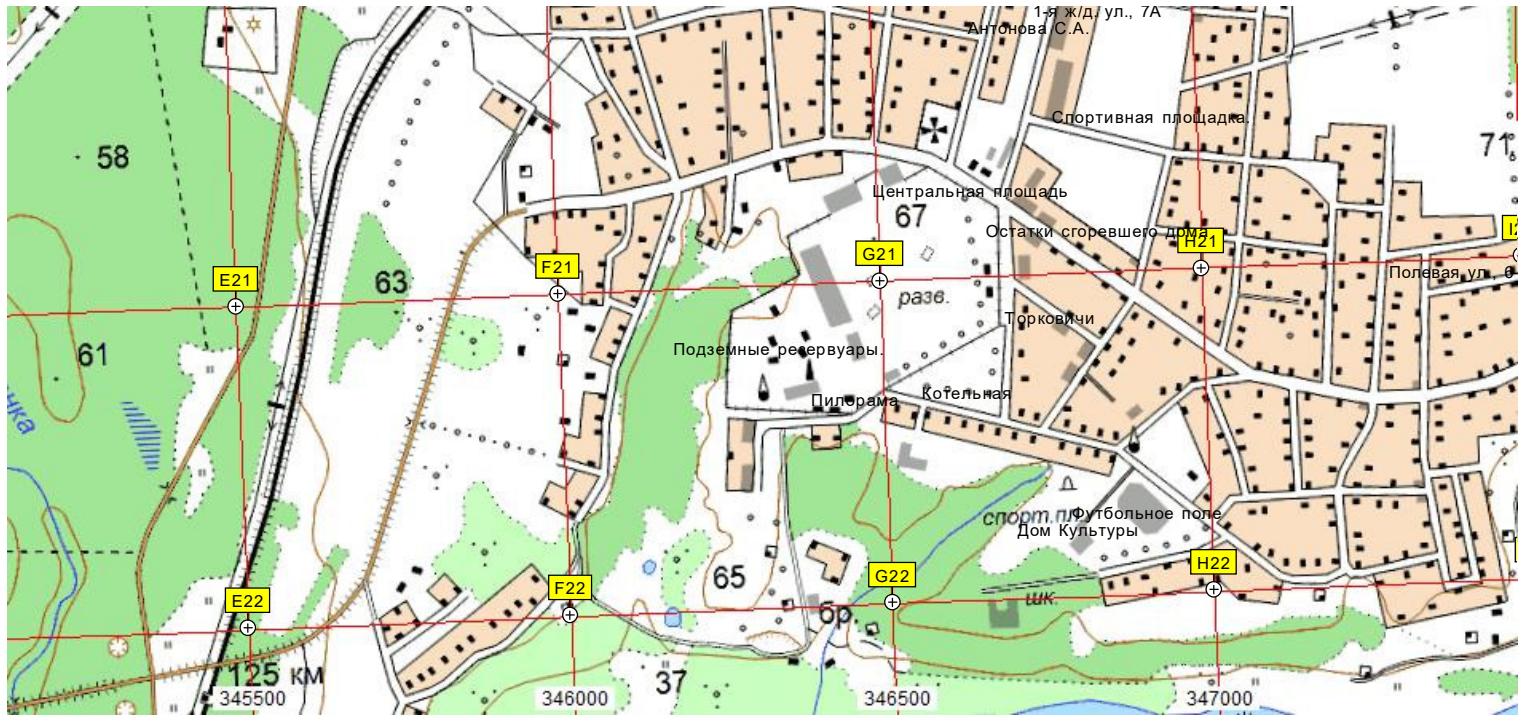 1-я ж/д. ул., 7А
Антонова С.А.
Спортивная площадка.
58
71
Центральная площадь
67
Остатки сгоревшего дома
H21
G21
F21
E21
63
Полевая ул., 6
разв.
Торковичи
61
Подземные резервуары.
Пилорама
Котельная
спорт.пл.
Футбольное поле
Дом Культуры
H22
G22
F22
E22
65
бр.
шк.
125 км
37
345500
346000
346500
347000